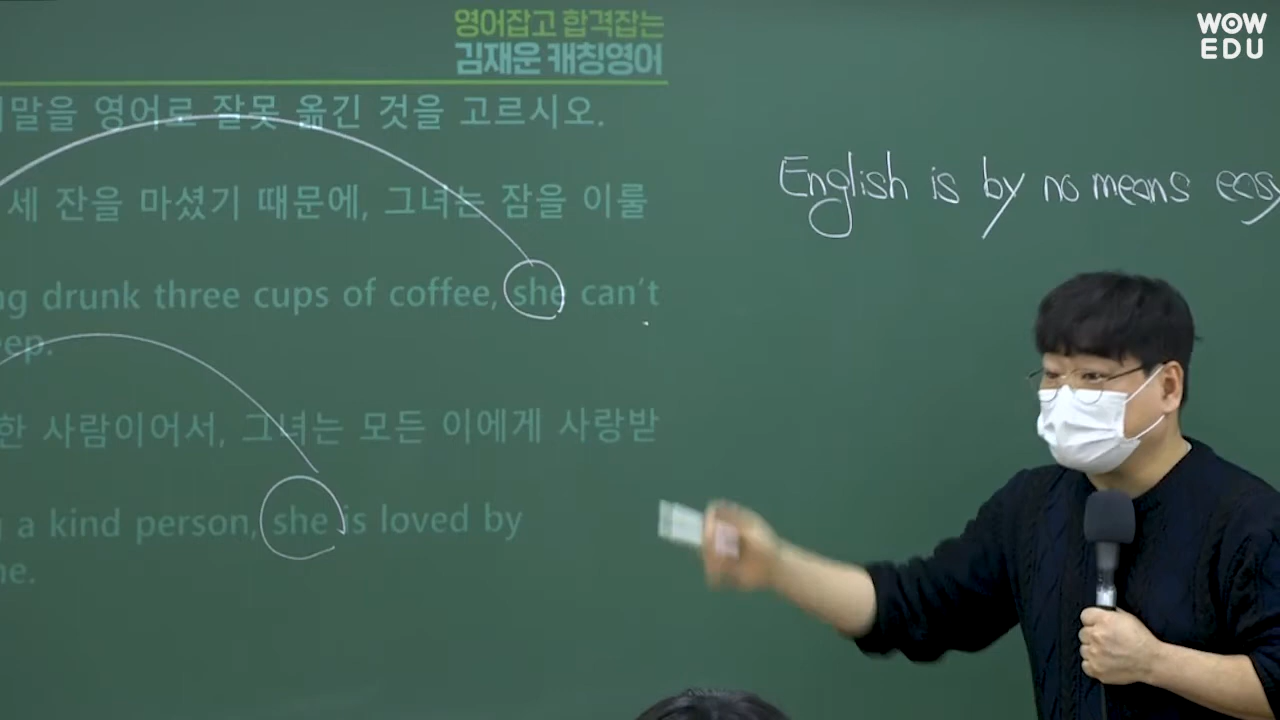 영어잡고 합격잡는
김재운 캐칭영어
WOW
EDU
말을 영어로 잘못 옮긴 것을 고르시오.
English is by no means easy
세 잔을 마셨기 때문에, 그녀는 잠을 이룰
ng drunk three cups of coffee, she can't
eep.
한 사람이어서, 그녀는 모든 이에게 사랑받
g a kind person, she is loved by
ne.